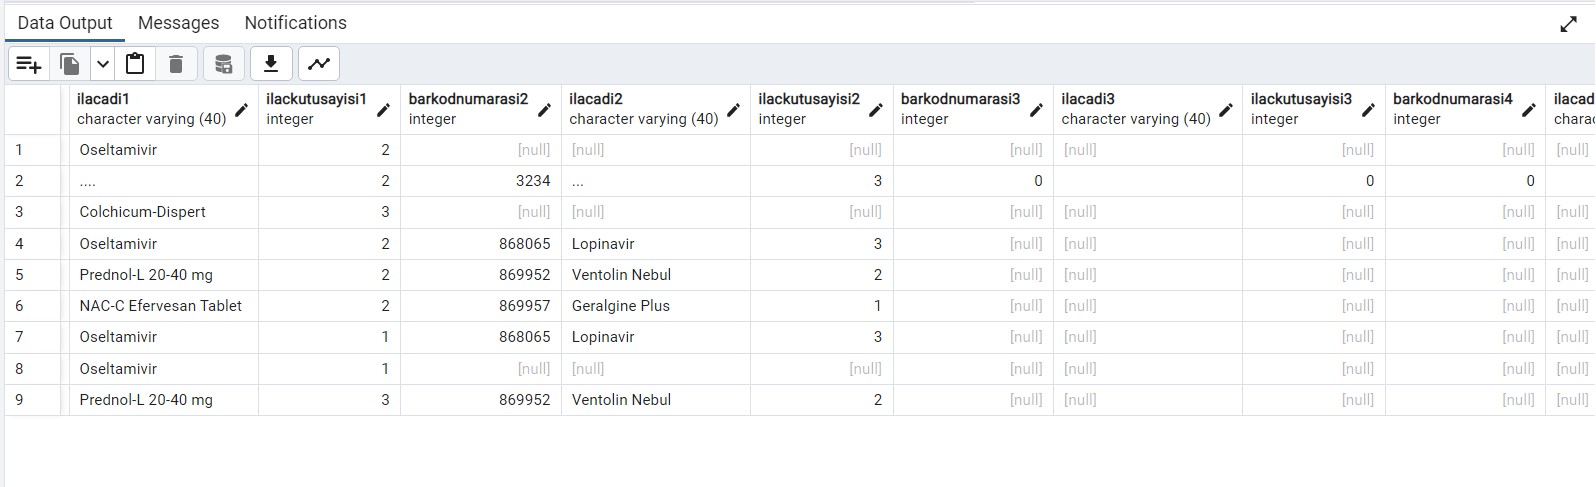 Data Output Messages Notifications
ilacadi1 ilackutusayisi1 barkodnumarasi2 ilacadi2 ilackutusayisi2 barkodnumarasi3 ilacadi3 ilackutusayisi3 barkodnumarasi4 ilacad
character varying (40) integer integer character varying (40) integer integer character varying (40) integer integer charac
1 Oseltamivir 2 [null] [null] [null] [null] [null] [null] [null] [null]
2 .... 2 3234 ... 3 0 0 0
3 Colchicum-Dispert 3 [null] [null] [null] [null] [null] [null] [null] [null]
4 Oseltamivir 2 868065 Lopinavir 3 [null] [null] [null] [null] [null]
5 Prednol-L 20-40 mg 2 869952 Ventolin Nebul 2 [null] [null] [null] [null] [null]
6 NAC-C Efervesan Tablet 2 869957 Geralgine Plus 1 [null] [null] [null] [null] [null]
7 Oseltamivir 1 868065 Lopinavir 3 [null] [null] [null] [null] [null]
8 Oseltamivir 1 [null] [null] [null] [null] [null] [null] [null] [null]
9 Prednol-L 20-40 mg 3 869952 Ventolin Nebul 2 [null] [null] [null] [null] [null]